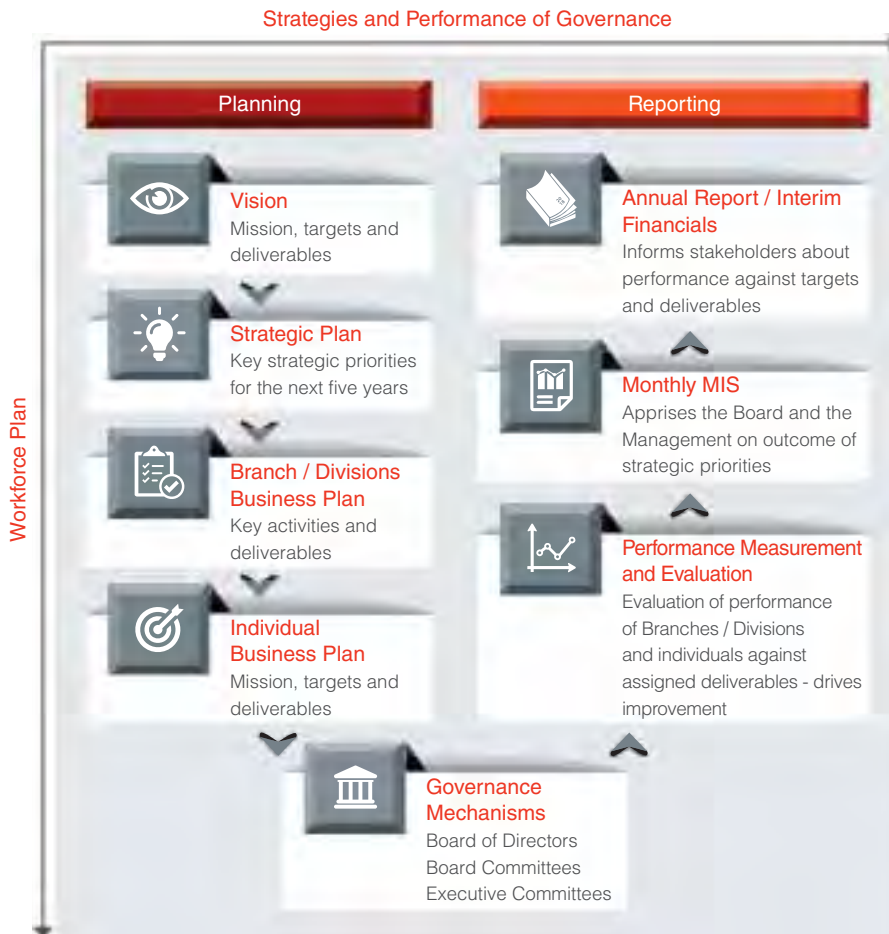 Strategies and Performance of Governance
Workforce Plan
Planning
Vision
Mission, targets and
deliverables
Strategic Plan
Key strategic priorities
for the next five years
Branch / Divisions
Business Plan
Key activities and
deliverables
Individual
Business Plan
Mission, targets and
deliverables
Reporting
Annual Report / Interim
Financials
Informs stakeholders about
performance against targets
and deliverables
Monthly MIS
Apprises the Board and the
Management on outcome of
strategic priorities
Performance Measurement
and Evaluation
Evaluation of performance
of Branches / Divisions
and individuals against
assigned deliverables - drives
improvement
Governance
Mechanisms
Board of Directors
Board Committees
Executive Committees